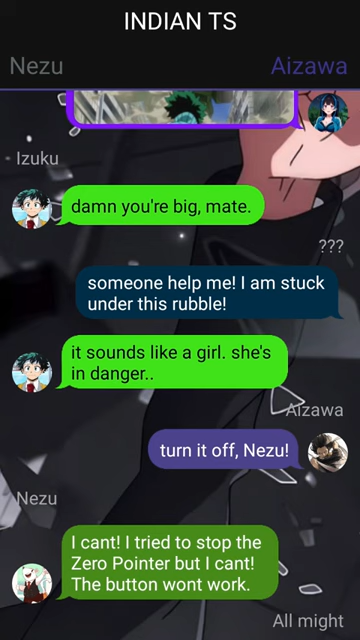 INDIAN TS
Nezu
Aizawa
Izuku
damn you're big, mate.
???
someone help me! I am stuck
under this rubble!
it sounds like a girl. she's
in danger..
Aizawa
turn it off, Nezu!
Nezu
I cant! I tried to stop the
Zero Pointer but I cant!
The button wont work.
All might